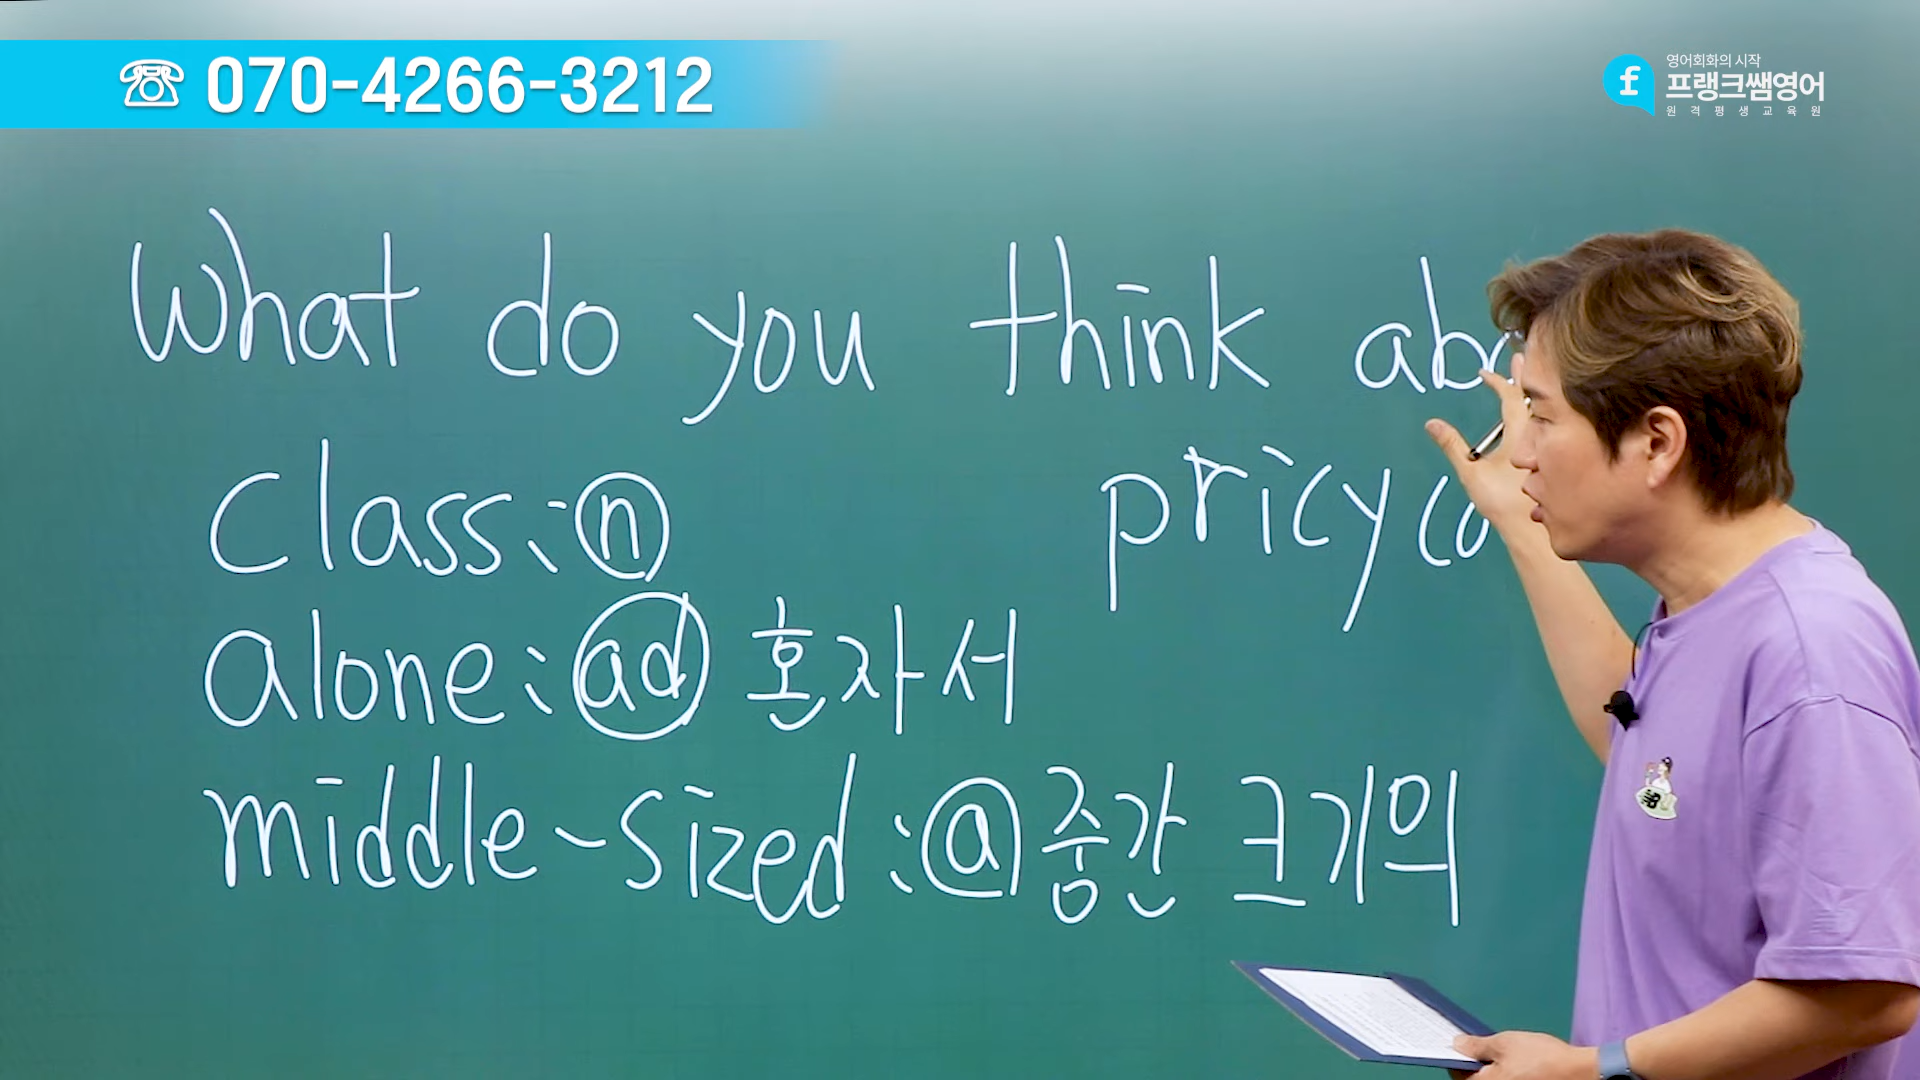 ☏ 070-4266-3212
영어회화의 시작
프랭크쌤영어
원격평생교육원
What do you think
class: n
pricy
alone: ad 혼자서
middle-sized: a 중간 크기의